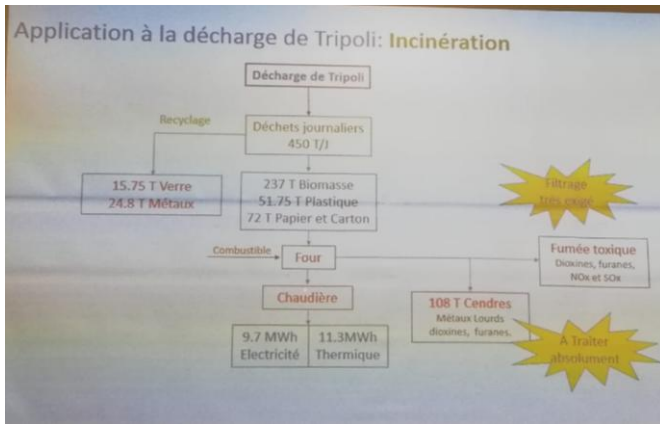 Application à la décharge de Tripoli: Incinération
Décharge de Tripoli
Recyclage
Déchets journaliers
450 T/J
15.75 T Verre
24.8 T Métaux
237 T Biomasse
51.75 T Plastique
72 T Papier et Carton
Filtrage
très exigé
Combustible
Four
Fumée toxique
Dioxines, furanes,
NOx et SOx
Chaudière
108 T Cendres
Métaux Lourds
dioxines, furanes.
9.7 MWh
Electricité
11.3MWh
Thermique
A Traiter
absolument